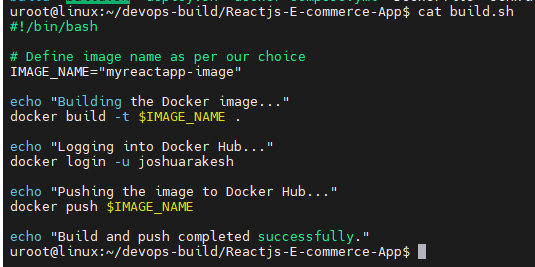 uroot@linux:~/devops-build/Reactjs-E-commerce-App$ cat build.sh
#!/bin/bash
# Define image name as per our choice
IMAGE_NAME="myreactapp-image"
echo "Building the Docker image..."
docker build -t $IMAGE_NAME .
echo "Logging into Docker Hub..."
docker login -u joshuarakesh
echo "Pushing the image to Docker Hub..."
docker push $IMAGE_NAME
echo "Build and push completed successfully."
uroot@linux:~/devops-build/Reactjs-E-commerce-App$